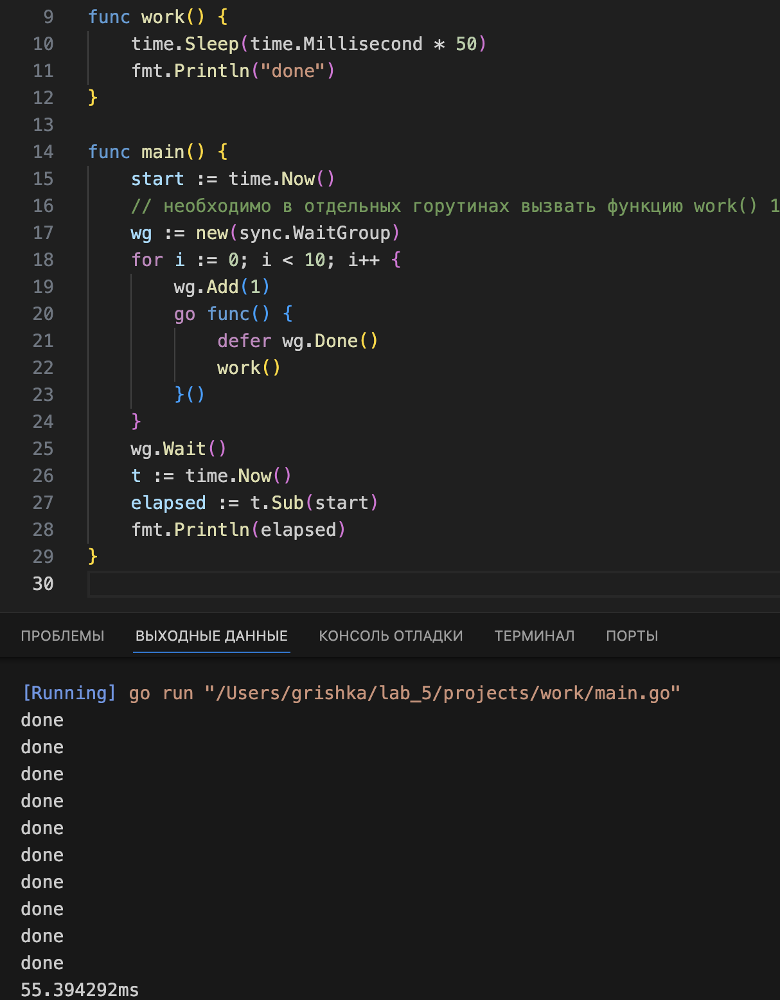 9 func work() {
10 time.Sleep(time.Millisecond * 50)
11 fmt.Println("done")
12 }
13
14 func main() {
15 start := time.Now()
16 // необходимо в отдельных горутинах вызвать функцию work() 1
17 wg := new(sync.WaitGroup)
18 for i := 0; i < 10; i++ {
19 wg.Add(1)
20 go func() {
21 defer wg.Done()
22 work()
23 }()
24 }
25 wg.Wait()
26 t := time.Now()
27 elapsed := t.Sub(start)
28 fmt.Println(elapsed)
29 }
30
ПРОБЛЕМЫ ВЫХОДНЫЕ ДАННЫЕ КОНСОЛЬ ОТЛАДКИ ТЕРМИНАЛ ПОРТЫ
[Running] go run "/Users/grishka/lab_5/projects/work/main.go"
done
done
done
done
done
done
done
done
done
done
55.394292ms